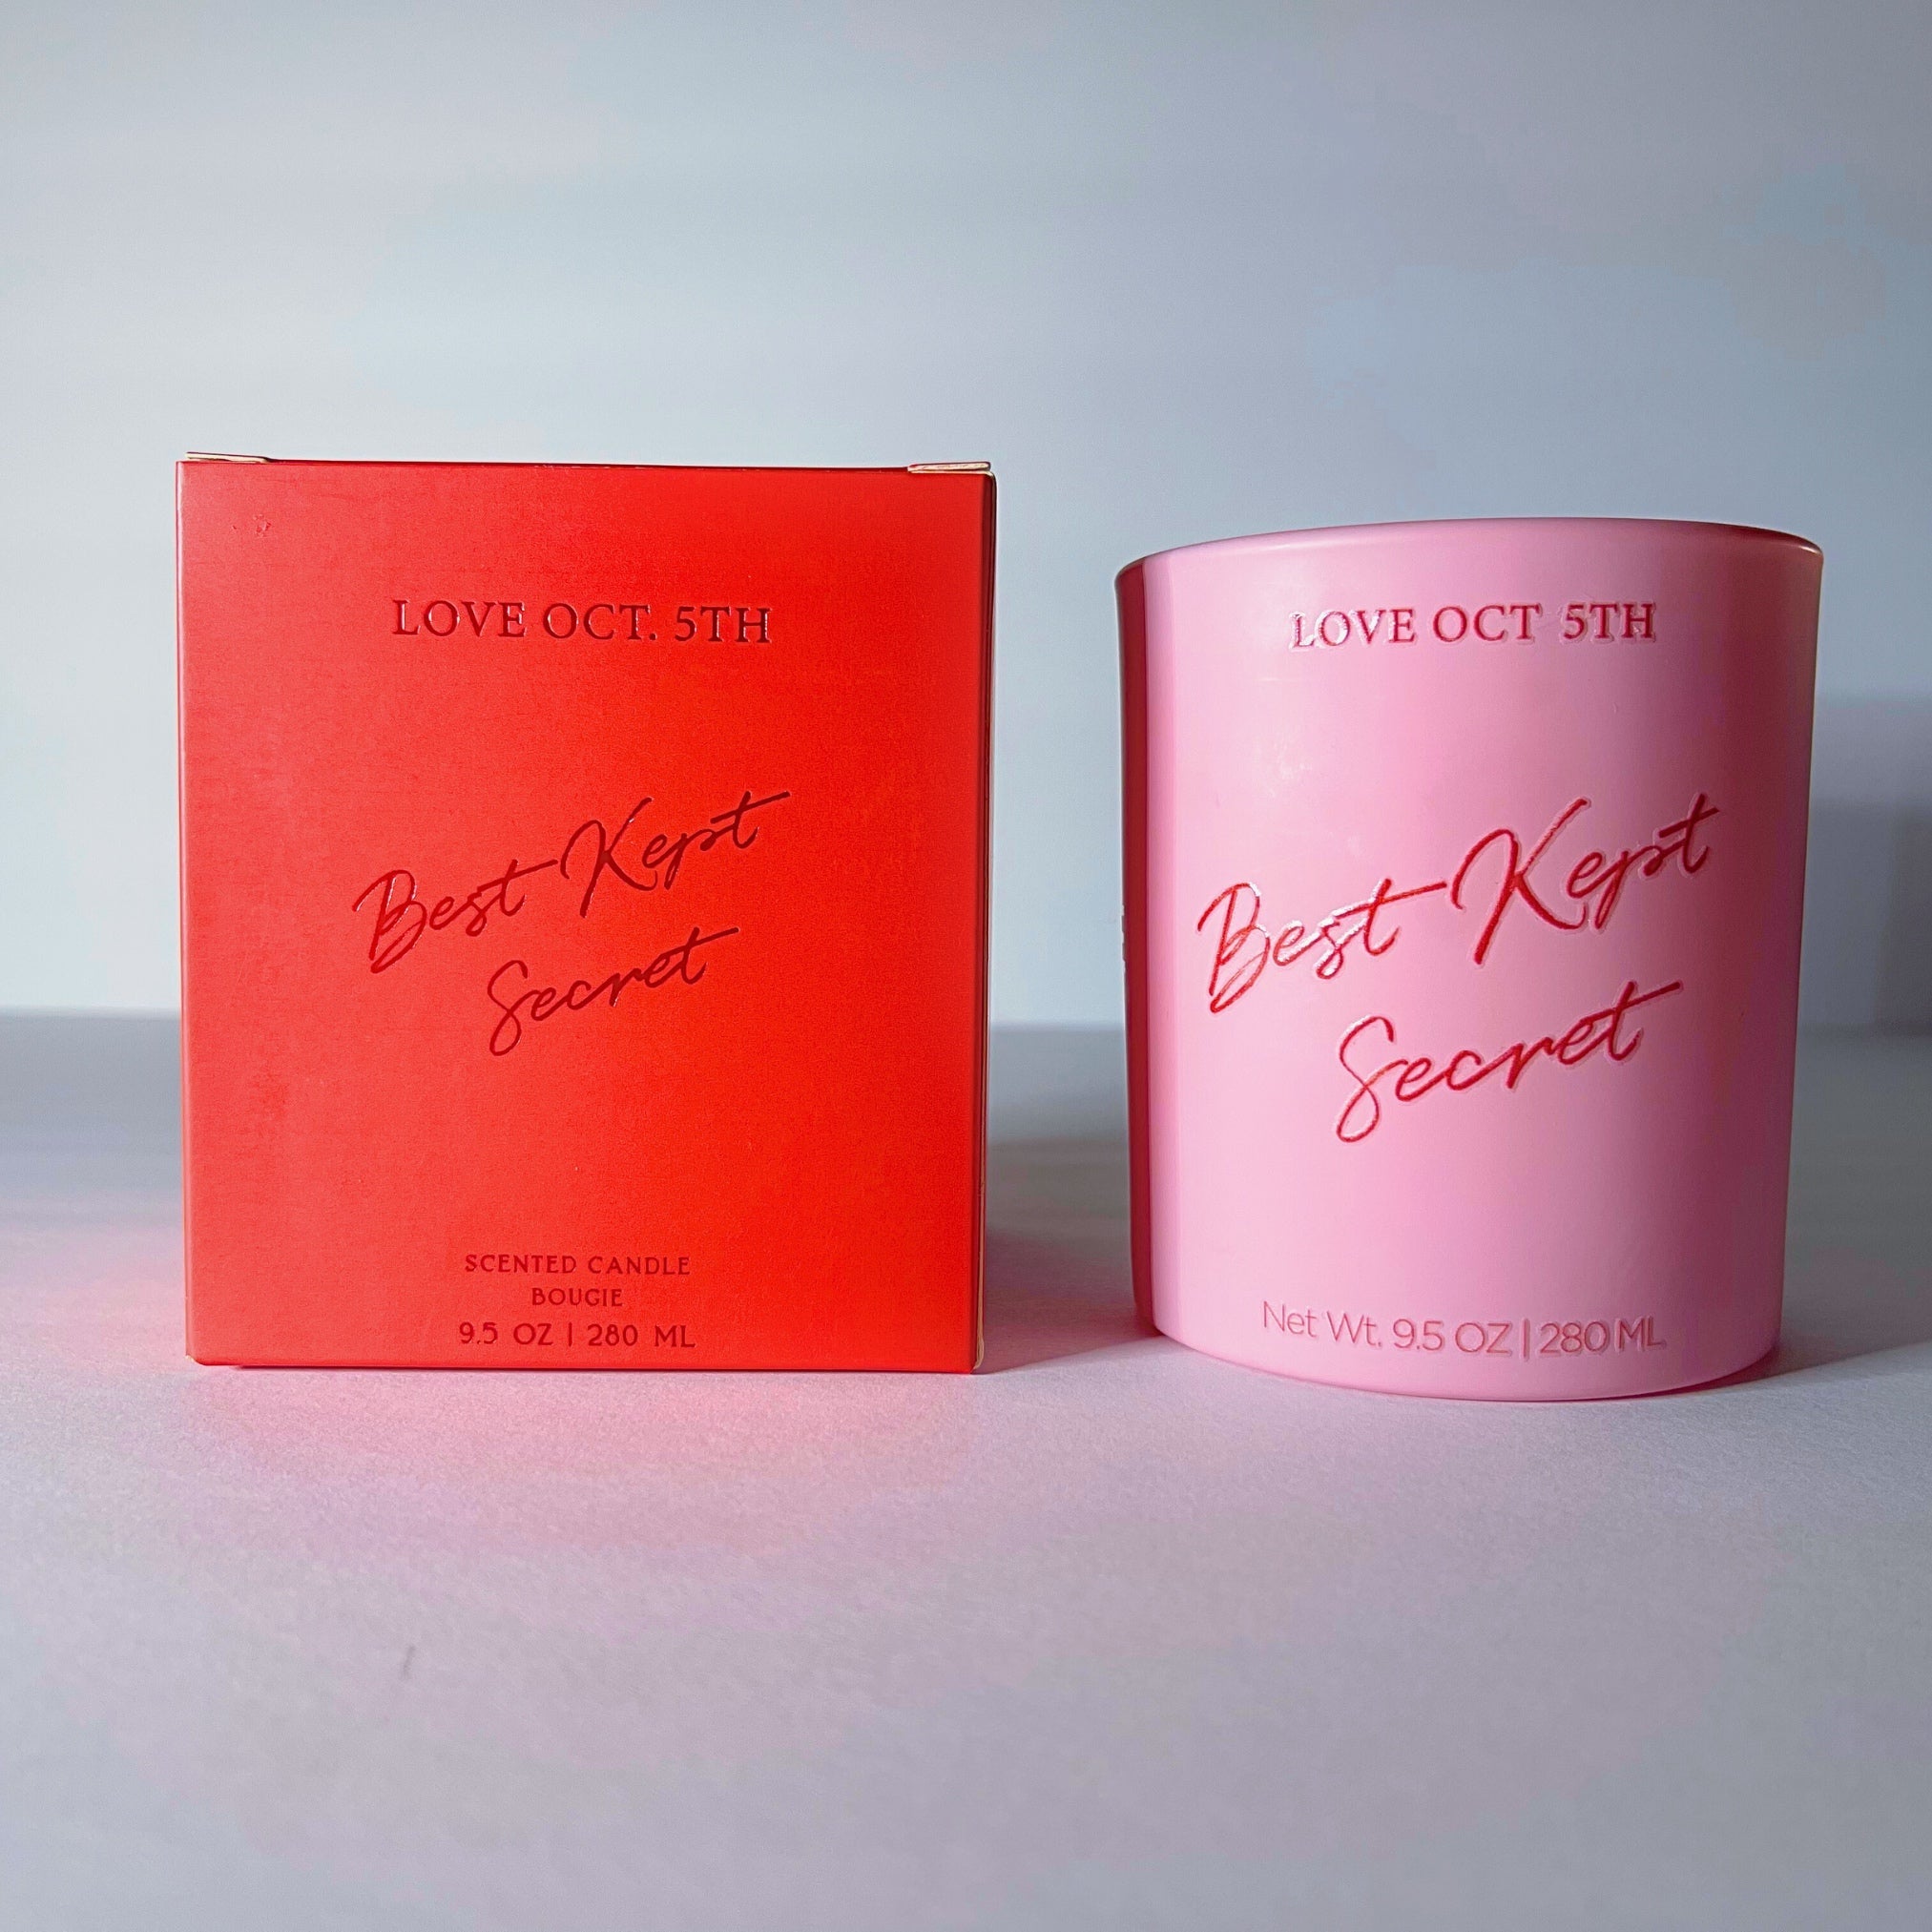 LOVE OCT. 5TH
Best Kept
Secret
SCENTED CANDLE
BOUGIE
9.5 OZ | 280 ML
LOVE OCT 5TH
Best Kept
Secret
Net Wt. 9.5 OZ | 280 ML